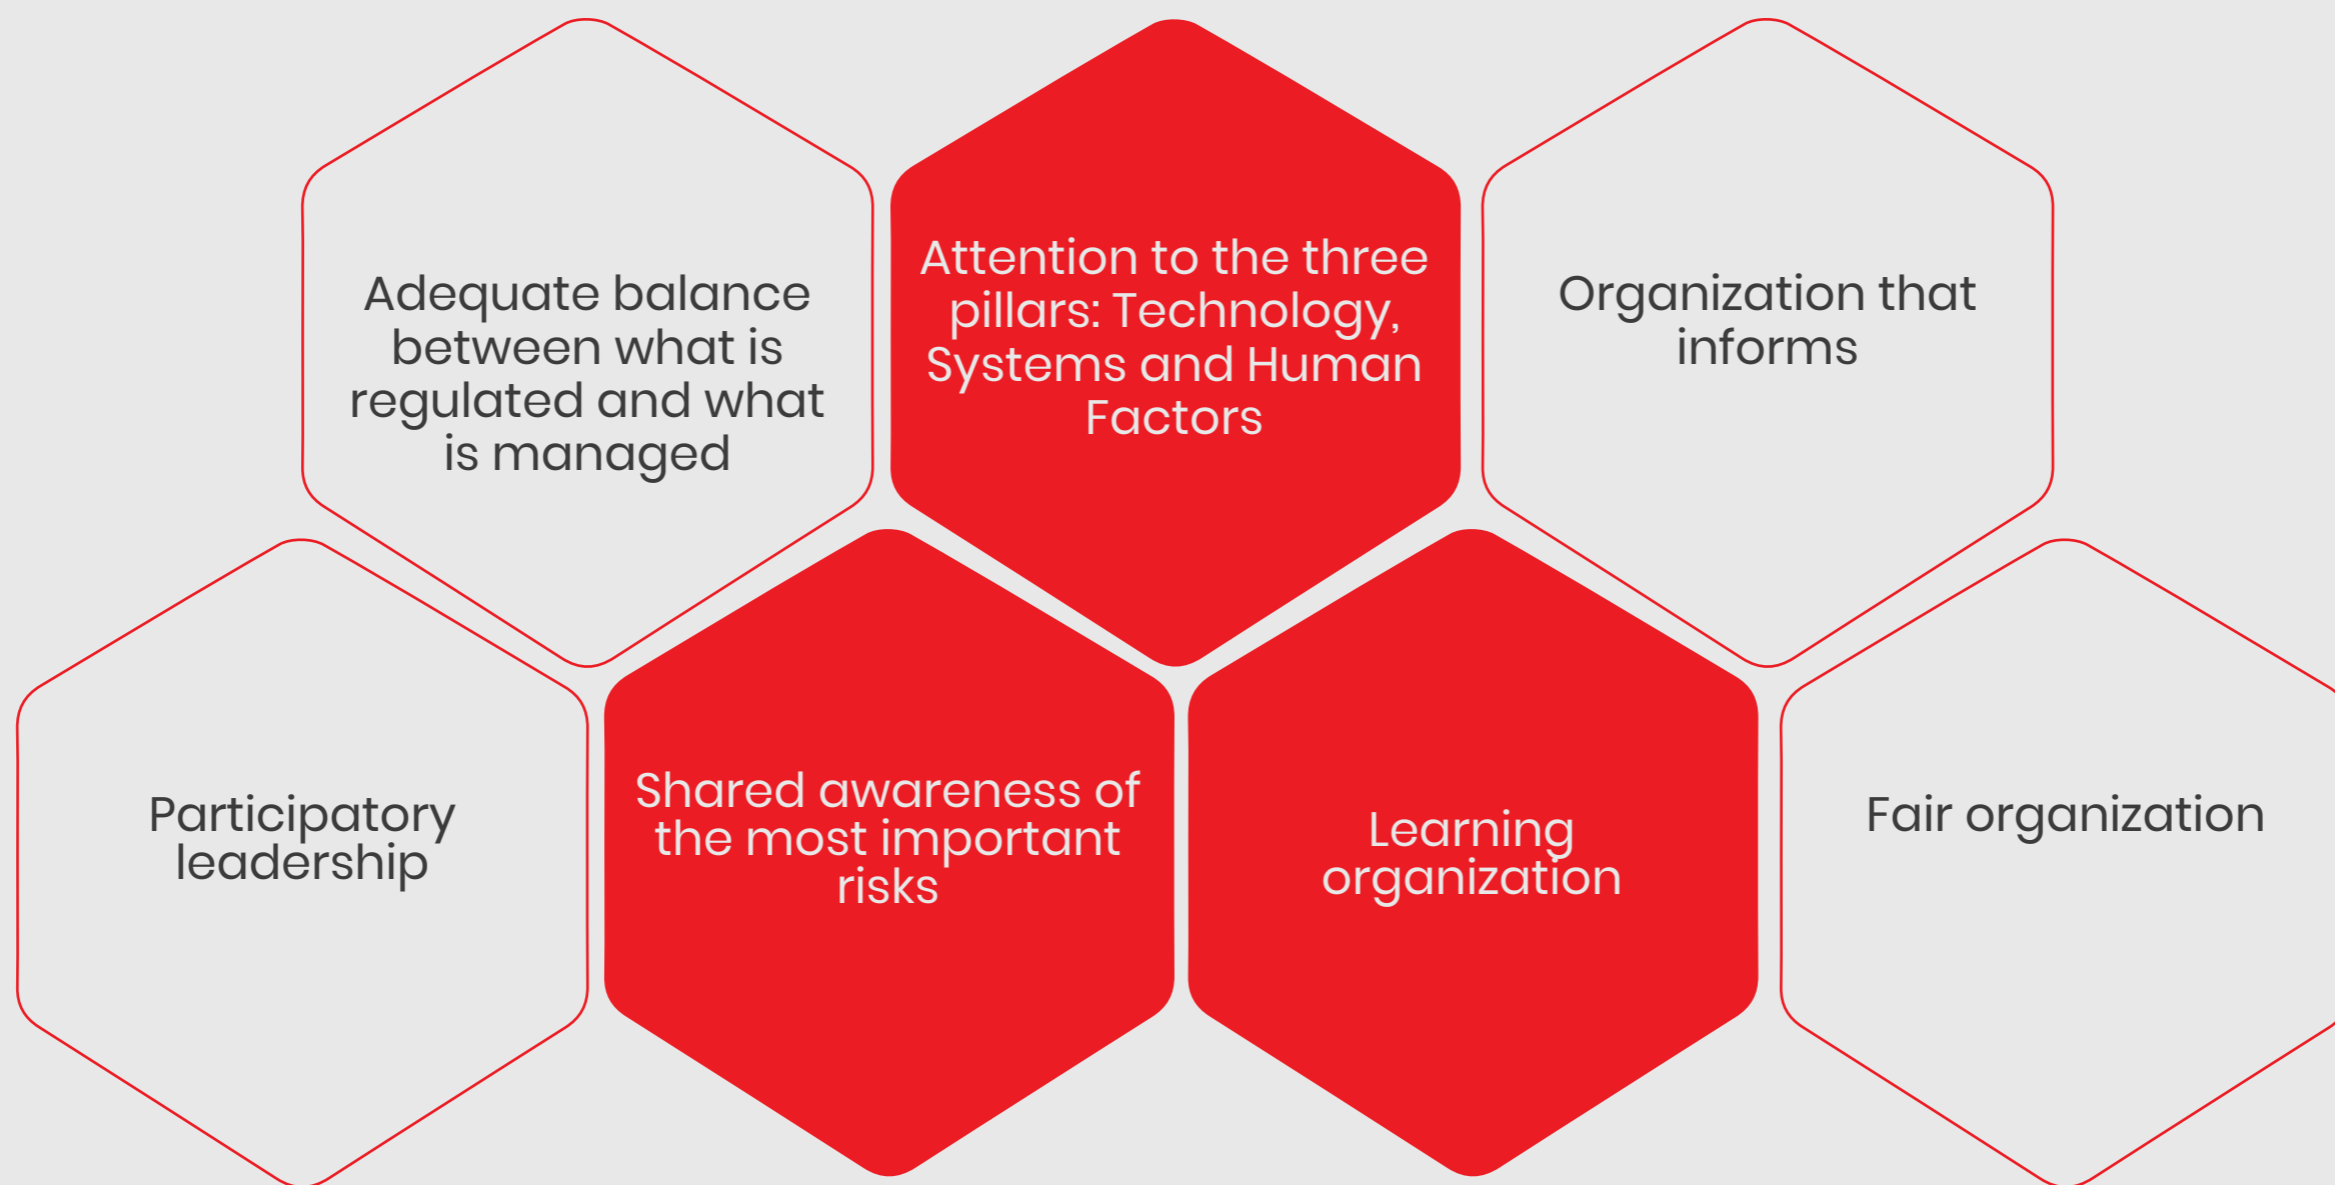 Adequate balance
between what is
regulated and what
is managed
Attention to the three
pillars: Technology,
Systems and Human
Factors
Organization that
informs
Participatory
leadership
Shared awareness of
the most important
risks
Learning
organization
Fair organization